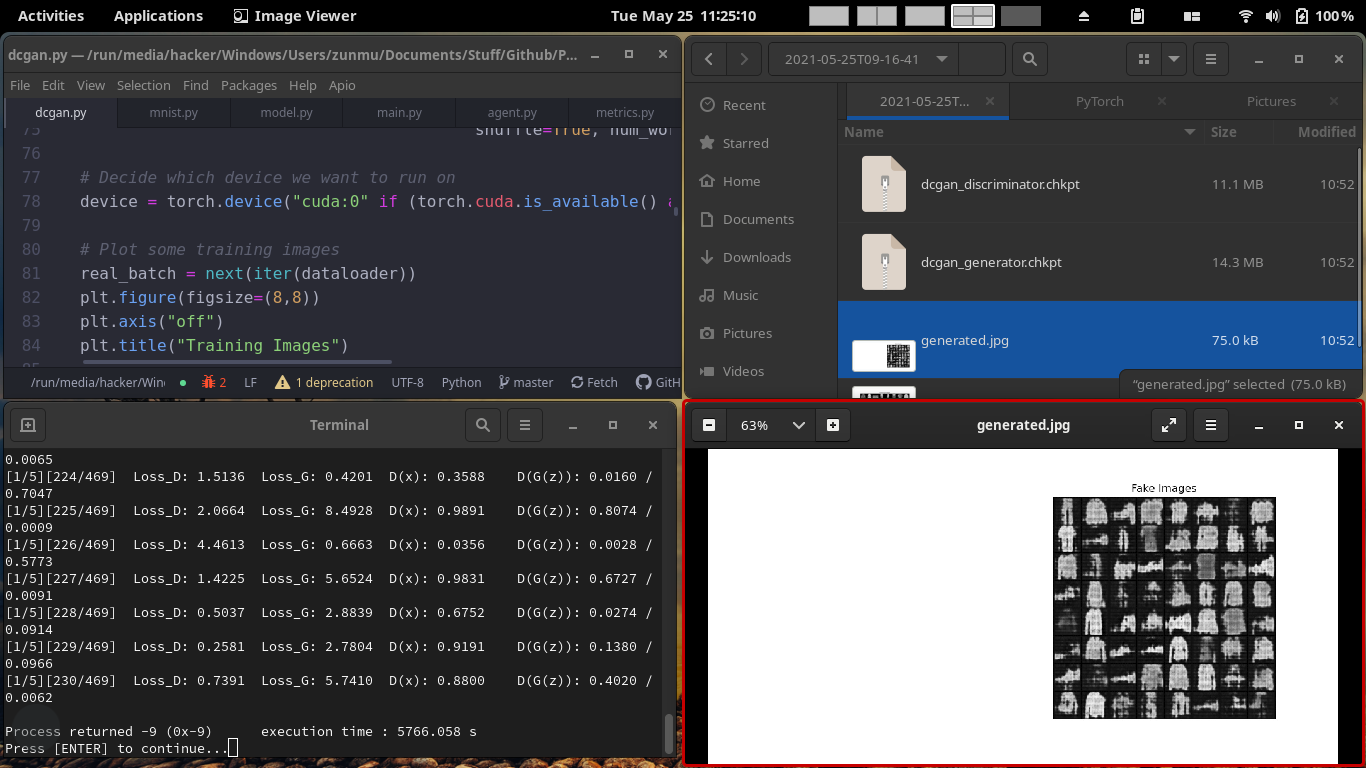 Activities Applications Image Viewer Tue May 25 11:25:10 100 %
dcgan.py — /run/media/hacker/Windows/Users/zunmu/Documents/Stuff/Github/P...
File Edit View Selection Find Packages Help Apio
dcgan.py mnist.py model.py main.py agent.py metrics.py
75 shuffle=True, num_wo
76
77 # Decide which device we want to run on
78 device = torch.device("cuda:0" if (torch.cuda.is_available() a
79
80 # Plot some training images
81 real_batch = next(iter(dataloader))
82 plt.figure(figsize=(8,8))
83 plt.axis("off")
84 plt.title("Training Images")
/run/media/hacker/Win 2 LF 1 deprecation UTF-8 Python master Fetch GitH
2021-05-25T09-16-41
2021-05-25T... PyTorch Pictures
Recent
Starred
Home
Documents
Downloads
Music
Pictures
Videos
Name Size Modified
dcgan_discriminator.chkpt 11.1 MB 10:52
dcgan_generator.chkpt 14.3 MB 10:52
generated.jpg 75.0 kB 10:52
“generated.jpg” selected (75.0 kB)
Terminal
0.0065
[1/5][224/469] Loss_D: 1.5136 Loss_G: 0.4201 D(x): 0.3588 D(G(z)): 0.0160 /
0.7047
[1/5][225/469] Loss_D: 2.0664 Loss_G: 8.4928 D(x): 0.9891 D(G(z)): 0.8074 /
0.0009
[1/5][226/469] Loss_D: 4.4613 Loss_G: 0.6663 D(x): 0.0356 D(G(z)): 0.0028 /
0.5773
[1/5][227/469] Loss_D: 1.4225 Loss_G: 5.6524 D(x): 0.9831 D(G(z)): 0.6727 /
0.0091
[1/5][228/469] Loss_D: 0.5037 Loss_G: 2.8839 D(x): 0.6752 D(G(z)): 0.0274 /
0.0914
[1/5][229/469] Loss_D: 0.2581 Loss_G: 2.7804 D(x): 0.9191 D(G(z)): 0.1380 /
0.0966
[1/5][230/469] Loss_D: 0.7391 Loss_G: 5.7410 D(x): 0.8800 D(G(z)): 0.4020 /
0.0062
Process returned -9 (0x-9) execution time : 5766.058 s
Press [ENTER] to continue...
63% generated.jpg
Fake Images